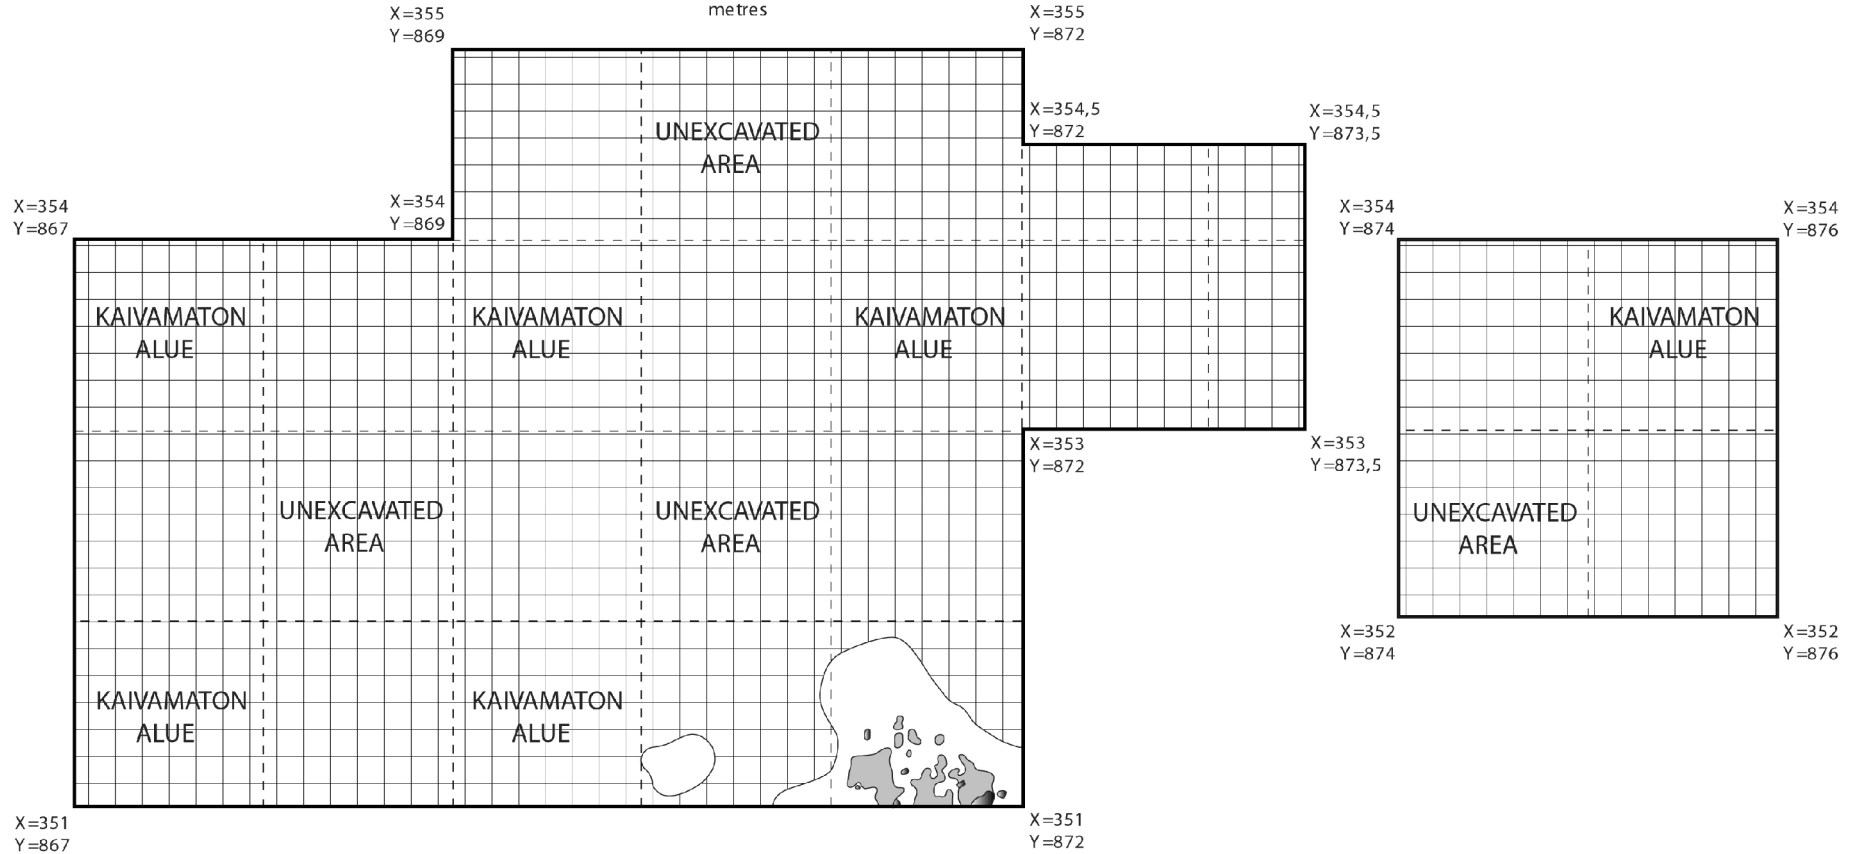 metres
X=355
Y=869
X=355
Y=872
X=354,5
Y=872
X=354,5
Y=873,5
UNEXCAVATED
AREA
X=354
Y=867
X=354
Y=869
X=354
Y=874
X=354
Y=876
KAIVAMATON
ALUE
KAIVAMATON
ALUE
KAIVAMATON
ALUE
KAIVAMATON
ALUE
X=353
Y=872
X=353
Y=873,5
UNEXCAVATED
AREA
UNEXCAVATED
AREA
UNEXCAVATED
AREA
X=352
Y=874
X=352
Y=876
KAIVAMATON
ALUE
KAIVAMATON
ALUE
X=351
Y=867
X=351
Y=872